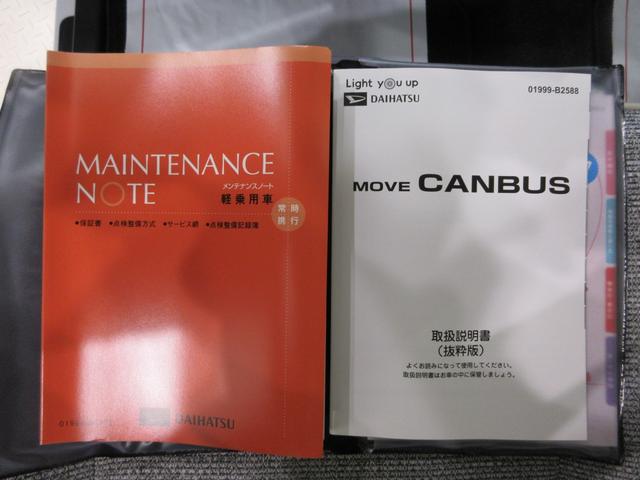 MAINTENANCE
NOTE
メンテナンスノート
軽乗用車
常時
携行
●保証書 ●点検整備方式 ●サービス網 ●点検整備記録簿
DAIHATSU
Light you up
DAIHATSU
01999-B2588
MOVE CANBUS
取扱説明書
(抜粋版)
よくお読みになって使用してください。
取扱説明書はお車の中に保管しましょう。